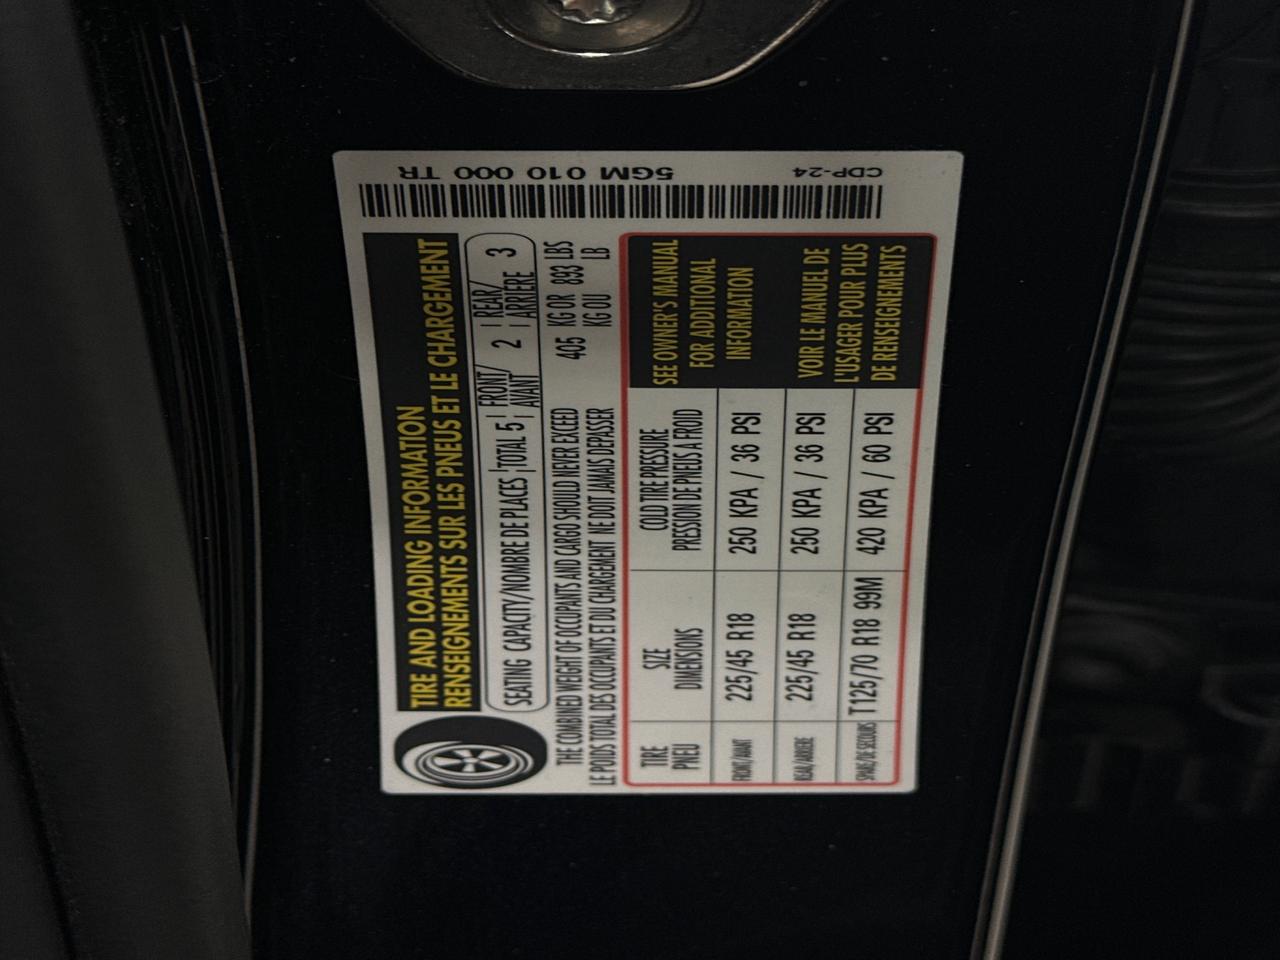 TIRE AND LOADING INFORMATION
RENSEIGNEMENTS SUR LES PNEUS ET LE CHARGEMENT
SEATING CAPACITY/NOMBRE DE PLACES | TOTAL 5 | FRONT/AVANT 2 | REAR/ARRIÈRE 3
THE COMBINED WEIGHT OF OCCUPANTS AND CARGO SHOULD NEVER EXCEED 405 KG OR 893 LBS
LE POIDS TOTAL DES OCCUPANTS ET DU CHARGEMENT NE DOIT JAMAIS DEPASSER KG OU LB
TIRE PNEU SIZE DIMENSIONS COLD TIRE PRESSURE PRESSION DE PNEUS A FROID
FRONT/AVANT 225/45 R18 250 KPA / 36 PSI
REAR/ARRIERE 225/45 R18 250 KPA / 36 PSI
SPARE/DE SECOURS T125/70 R18 99M 420 KPA / 60 PSI
SEE OWNER'S MANUAL
FOR ADDITIONAL
INFORMATION
VOIR LE MANUEL DE
L'USAGER POUR PLUS
DE RENSEIGNEMENTS
CDP-24 5GM 010 000 TR